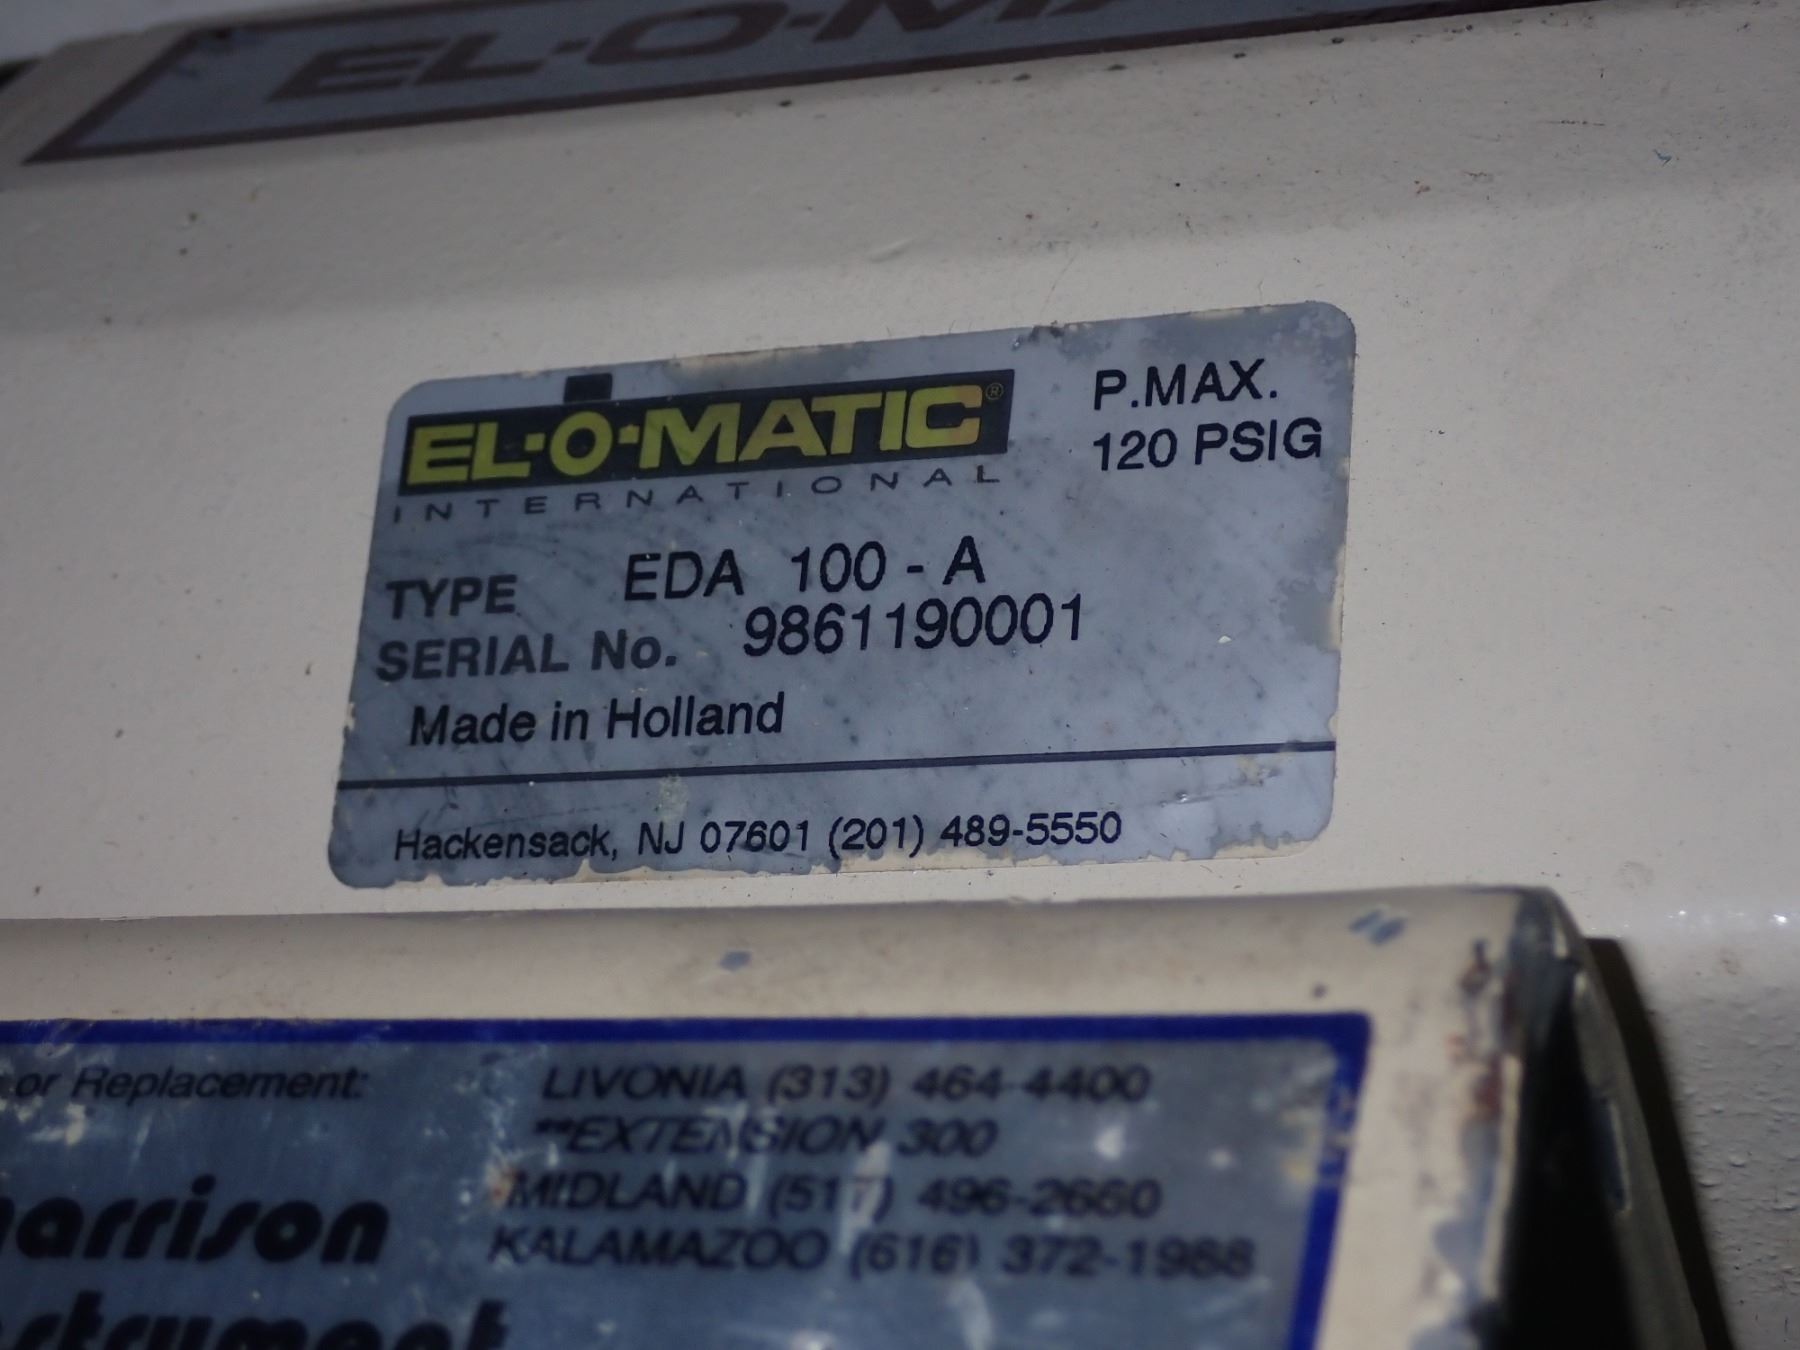 EL-O-M
EL-O-MATIC®
INTERNATIONAL
P.MAX.
120 PSIG
TYPE EDA 100 - A
SERIAL No. 9861190001
Made in Holland
Hackensack, NJ 07601 (201) 489-5550
or Replacement:
LIVONIA (313) 464-4400
**EXTENSION 300
MIDLAND (517) 496-2660
KALAMAZOO (616) 372-1988
harrison